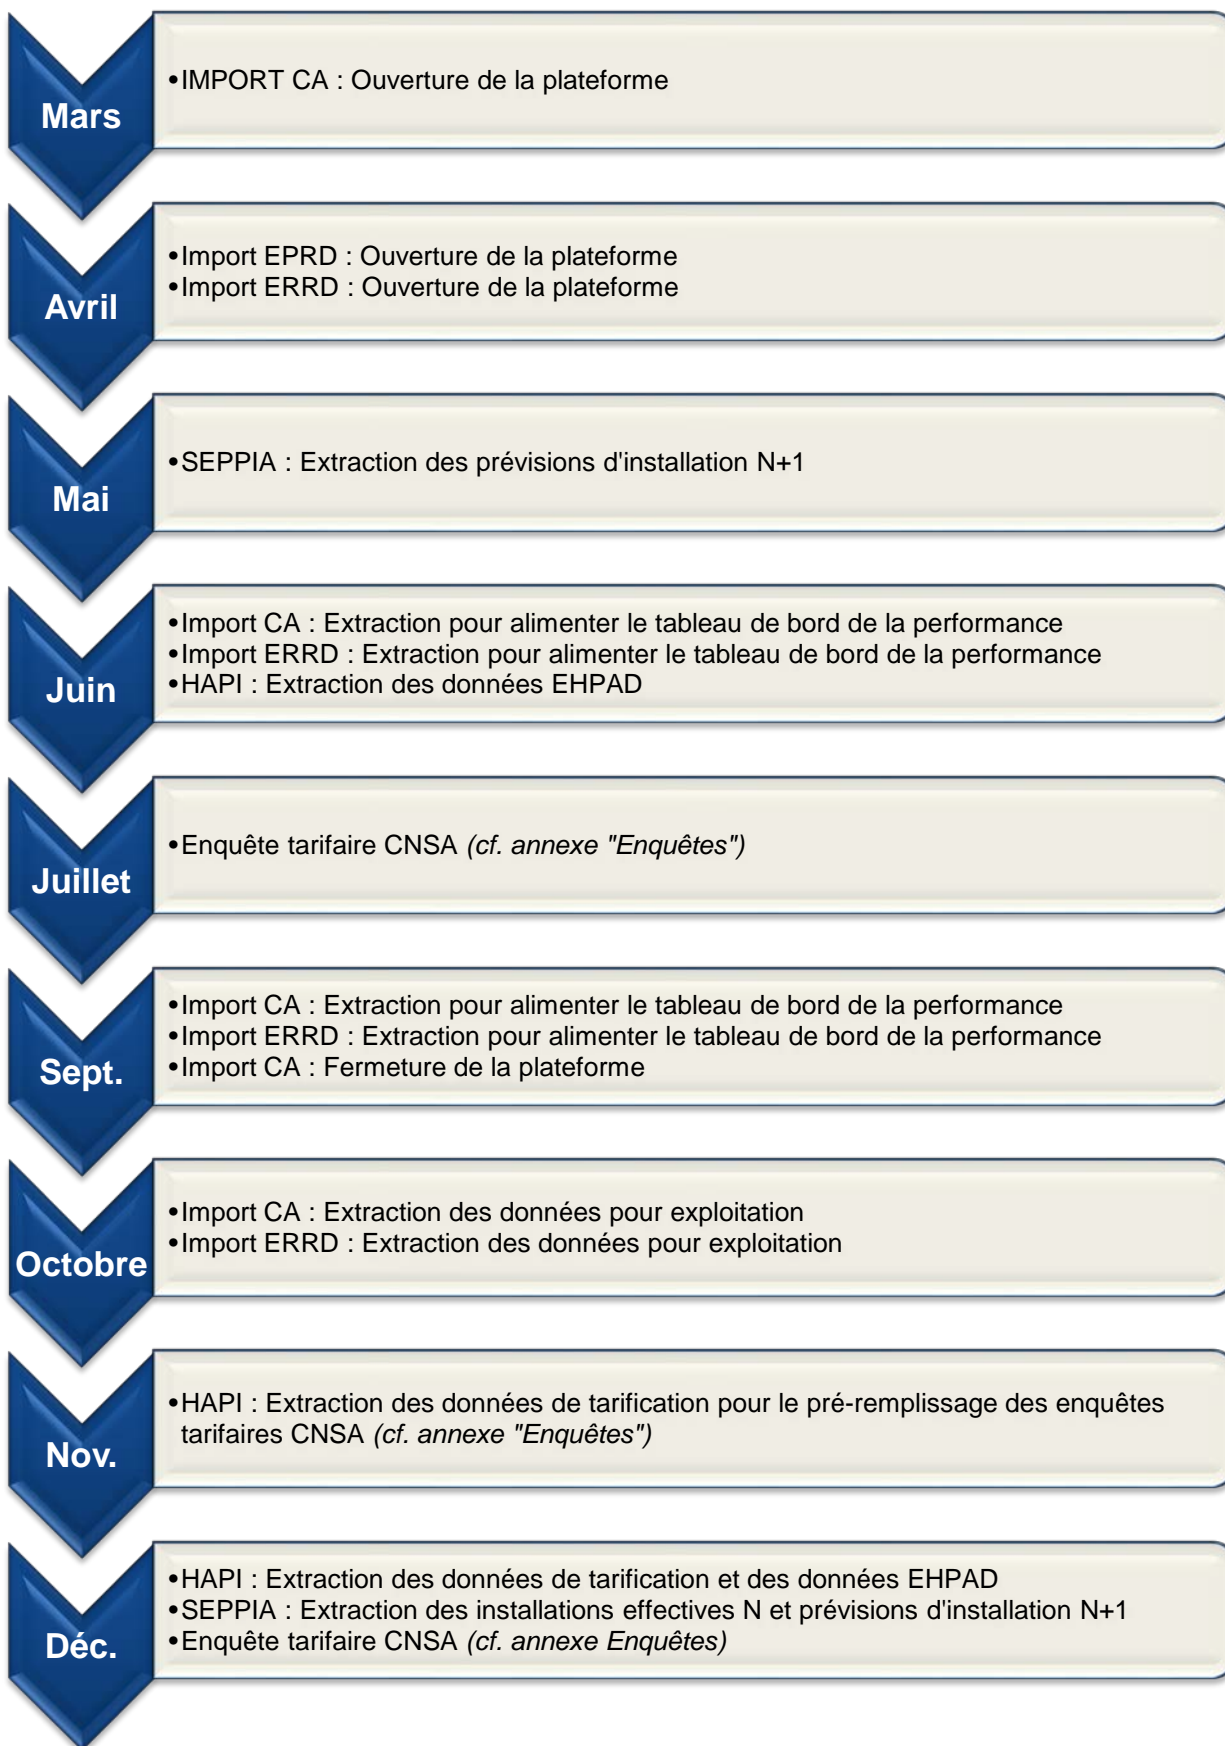 Mars
•IMPORT CA : Ouverture de la plateforme
Avril
•Import EPRD : Ouverture de la plateforme
•Import ERRD : Ouverture de la plateforme
Mai
•SEPPIA : Extraction des prévisions d'installation N+1
Juin
•Import CA : Extraction pour alimenter le tableau de bord de la performance
•Import ERRD : Extraction pour alimenter le tableau de bord de la performance
•HAPI : Extraction des données EHPAD
Juillet
•Enquête tarifaire CNSA (cf. annexe "Enquêtes")
Sept.
•Import CA : Extraction pour alimenter le tableau de bord de la performance
•Import ERRD : Extraction pour alimenter le tableau de bord de la performance
•Import CA : Fermeture de la plateforme
Octobre
•Import CA : Extraction des données pour exploitation
•Import ERRD : Extraction des données pour exploitation
Nov.
•HAPI : Extraction des données de tarification pour le pré-remplissage des enquêtes
tarifaires CNSA (cf. annexe "Enquêtes")
Déc.
•HAPI : Extraction des données de tarification et des données EHPAD
•SEPPIA : Extraction des installations effectives N et prévisions d'installation N+1
•Enquête tarifaire CNSA (cf. annexe Enquêtes)